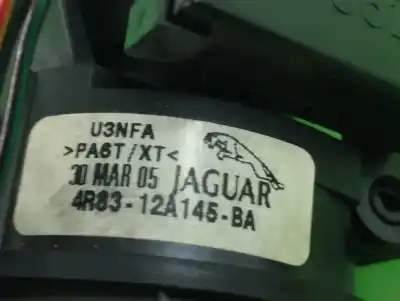 U3NFA
>PA6T/XT<
30 MAR 05 JAGUAR
4R83-12A145-BA